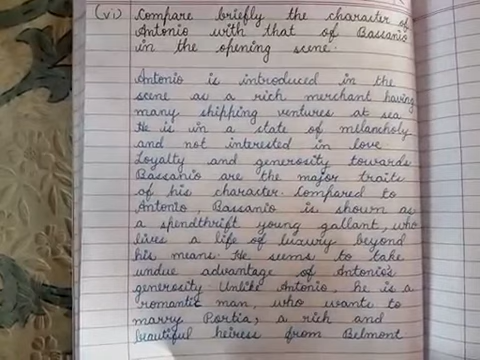 (vi) Compare briefly the character of
Antonio with that of Bassanio
in the opening scene.
Antonio is introduced in the
scene as a rich merchant having
many shipping ventures at sea
He is in a state of melancholy
and not interested in love
Loyalty and generosity towards
Bassanio are the major traits
of his character. Compared to
Antonio, Bassanio is shown as
a spendthrift young gallant, who
lives a life of luxury beyond
his means. He seems to take
undue advantage of Antonio's
generosity. Unlike Antonio, he is a
romantic man, who wants to
marry Portia, a rich and
beautiful heiress from Belmont